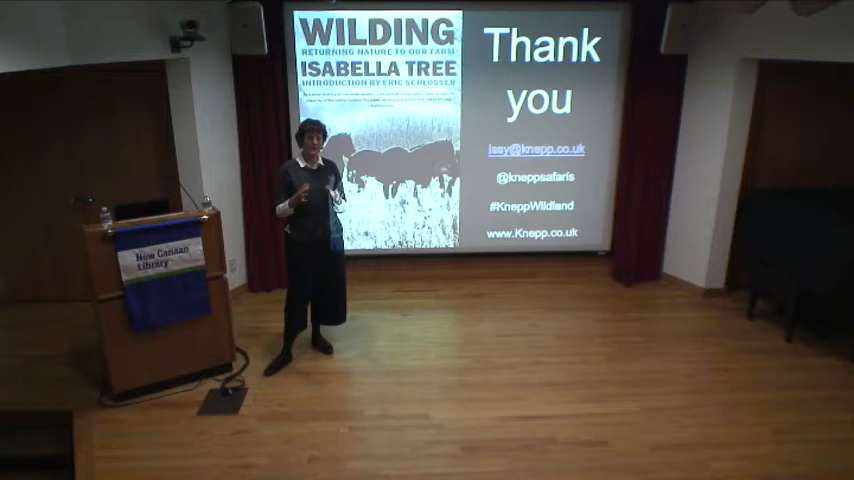 WILDING
RETURNING NATURE TO OUR FARM
ISABELLA TREE
INTRODUCTION BY ERIC SCHLOSSER
Thank
you
issy@knepp.co.uk
@kneppsafaris
#KneppWildland
www.Knepp.co.uk
New Canaan
Library